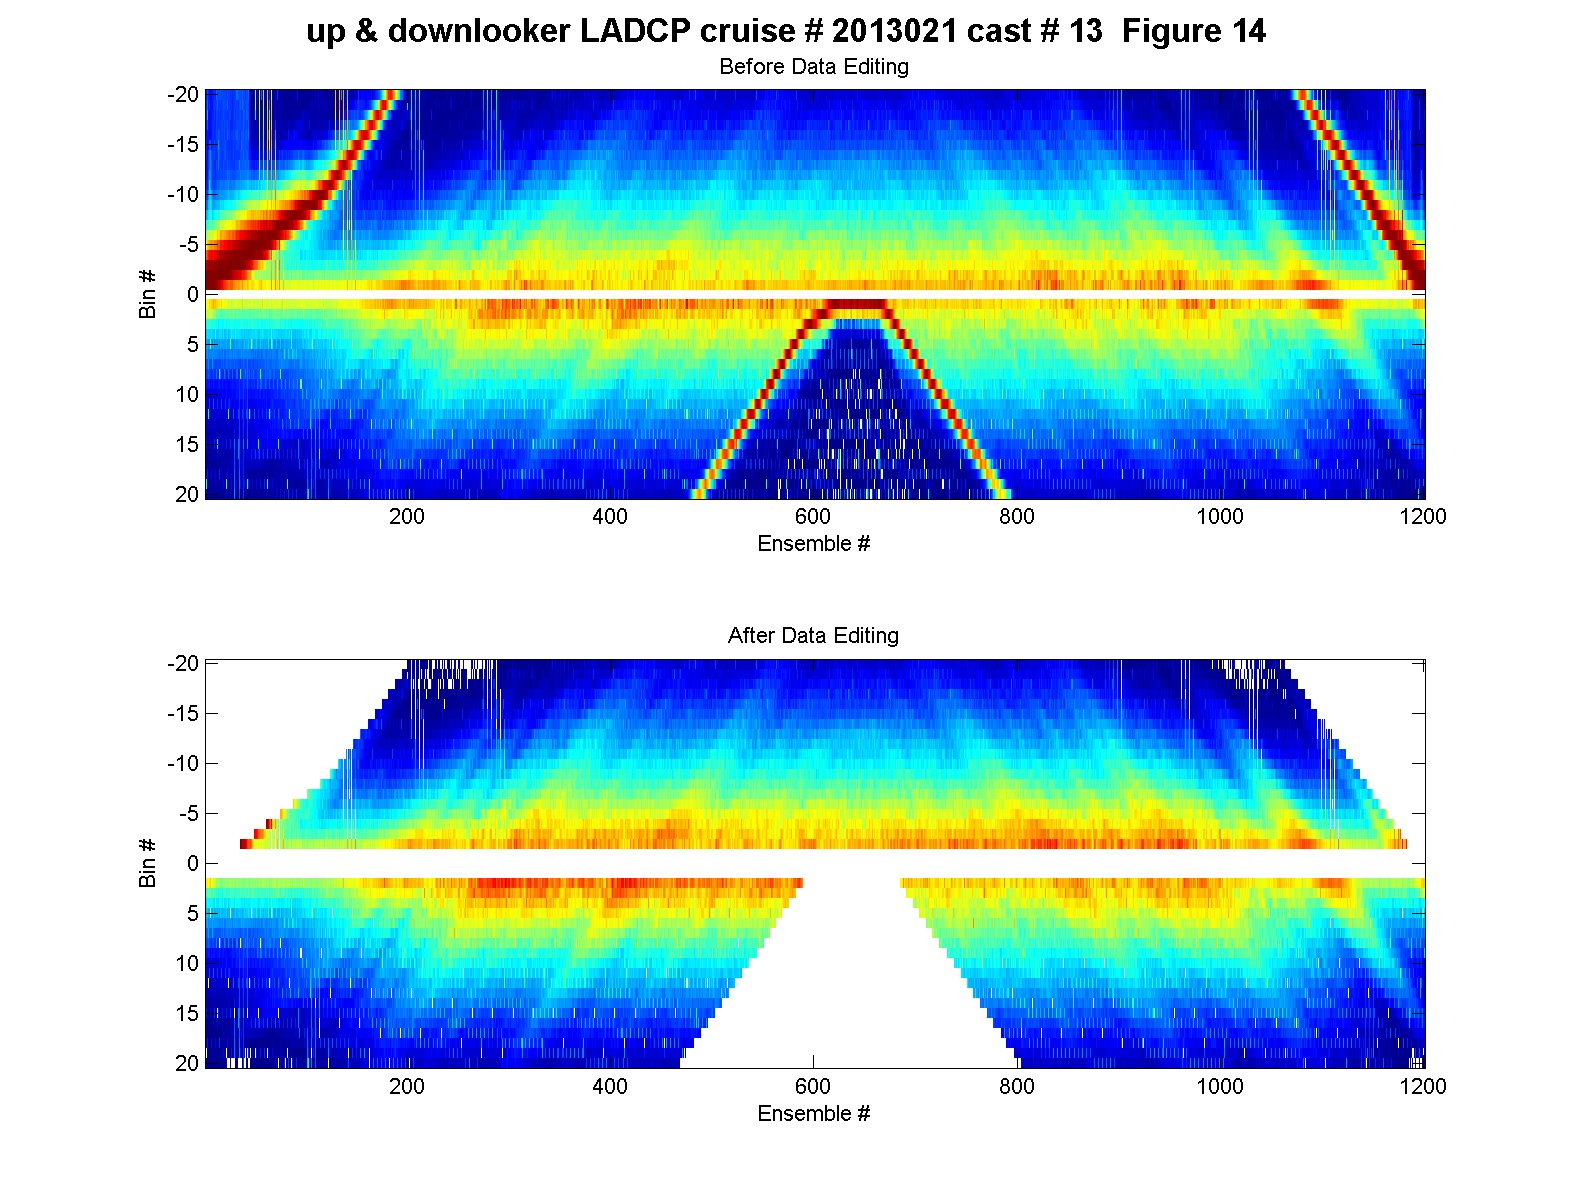 up & downlooker LADCP cruise # 2013021 cast # 13  Figure 14
Before Data Editing
-20
-15
-10
-5
0
5
10
15
20
Bin #
200 400 600 800 1000 1200
Ensemble #
After Data Editing
-20
-15
-10
-5
0
5
10
15
20
Bin #
200 400 600 800 1000 1200
Ensemble #